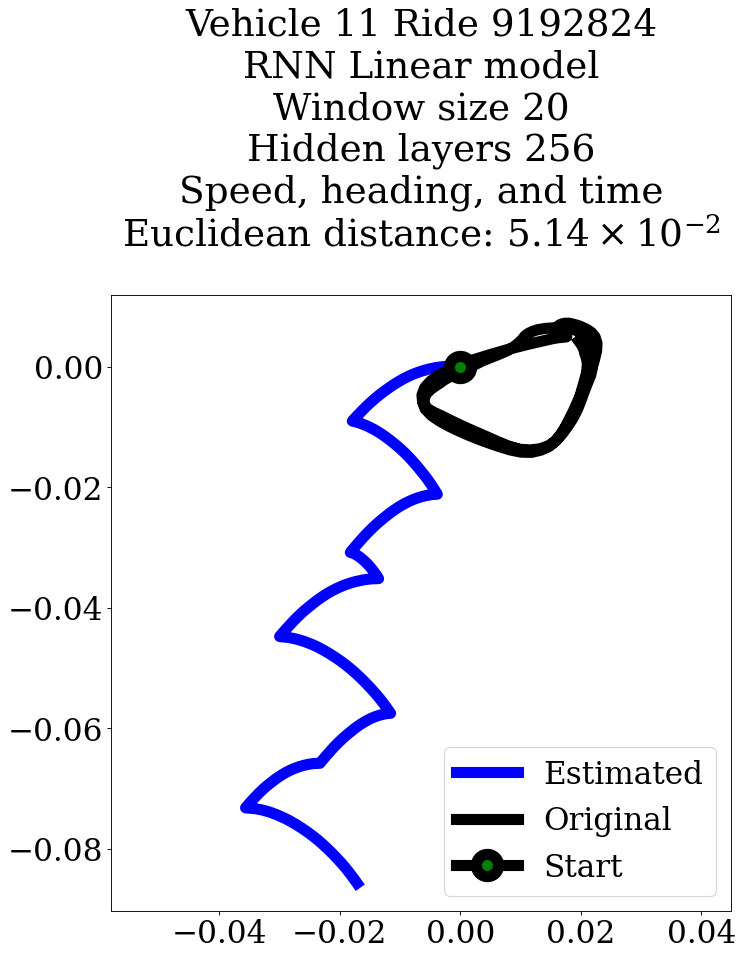 Vehicle 11 Ride 9192824
RNN Linear model
Window size 20
Hidden layers 256
Speed, heading, and time
Euclidean distance: 5.14 × 10⁻²
0.00
−0.02
−0.04
−0.06
−0.08
Estimated
Original
Start
−0.04 −0.02 0.00 0.02 0.04